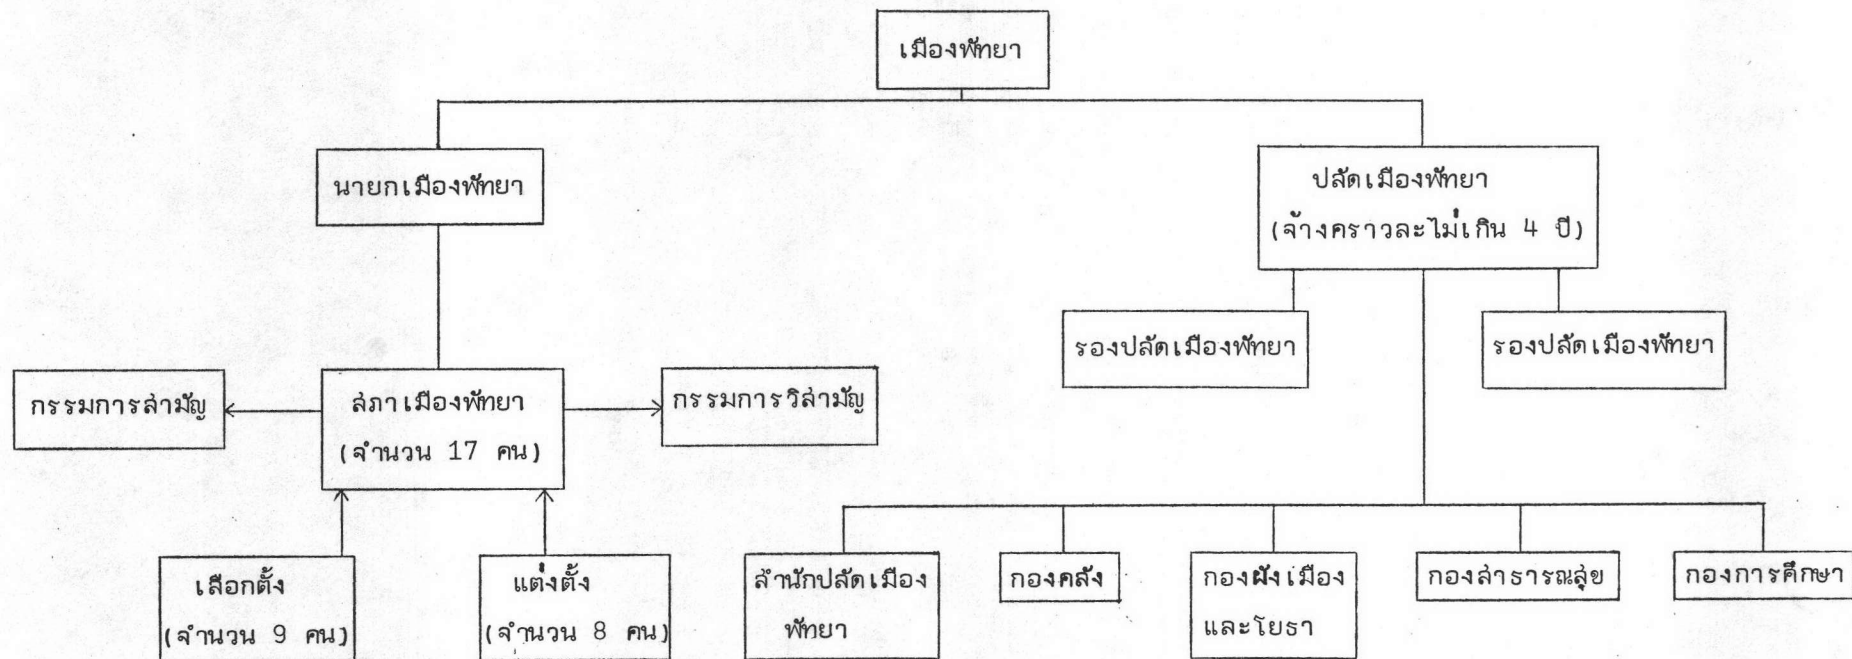 เมืองพัทยา
นายกเมืองพัทยา
ปลัดเมืองพัทยา
(จ้างคราวละไม่เกิน 4 ปี)
รองปลัดเมืองพัทยา
รองปลัดเมืองพัทยา
กรรมการสามัญ
สภาเมืองพัทยา
(จำนวน 17 คน)
กรรมการวิสามัญ
เลือกตั้ง
(จำนวน 9 คน)
แต่งตั้ง
(จำนวน 8 คน)
สำนักปลัดเมือง
พัทยา
กองคลัง
กองผังเมือง
และโยธา
กองสาธารณสุข
กองการศึกษา